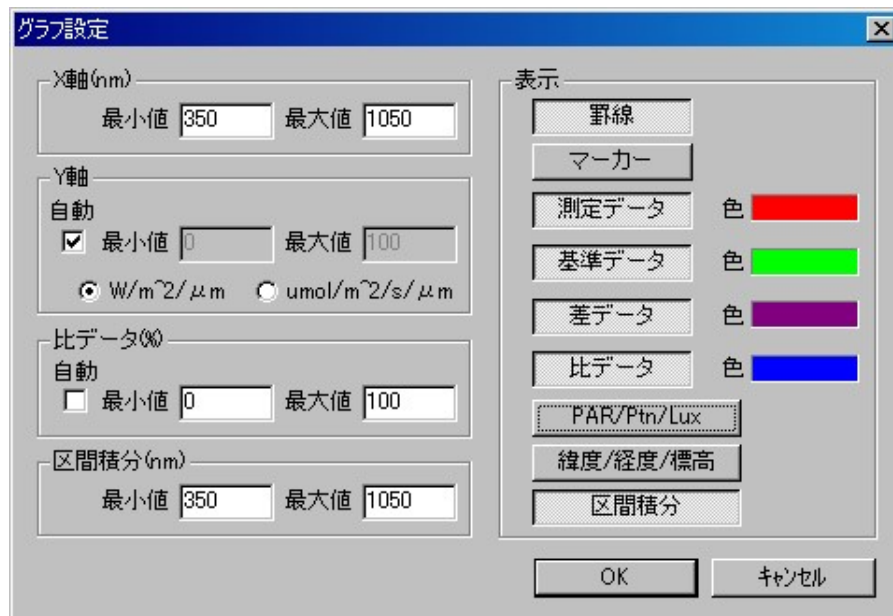 グラフ設定
X軸(nm)
最小値 350 最大値 1050
Y軸
自動
最小値 0 最大値 100
W/m^2/μm umol/m^2/s/μm
比データ(%)
自動
最小値 0 最大値 100
区間積分(nm)
最小値 350 最大値 1050
表示
罫線
マーカー
測定データ 色
基準データ 色
差データ 色
比データ 色
PAR/Ptn/Lux
緯度/経度/標高
区間積分
OK キャンセル